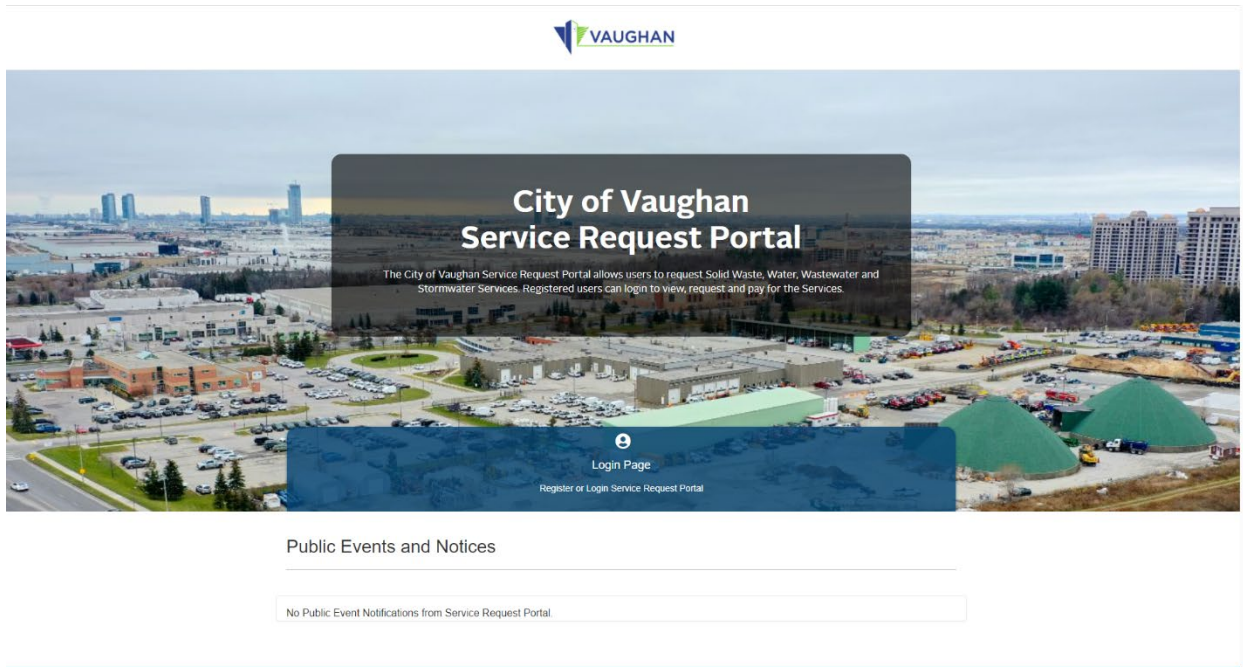 VAUGHAN
City of Vaughan
Service Request Portal
The City of Vaughan Service Request Portal allows users to request Solid Waste, Water, Wastewater and
Stormwater Services. Registered users can login to view, request and pay for the Services.
Login Page
Register or Login Service Request Portal
Public Events and Notices
No Public Event Notifications from Service Request Portal.